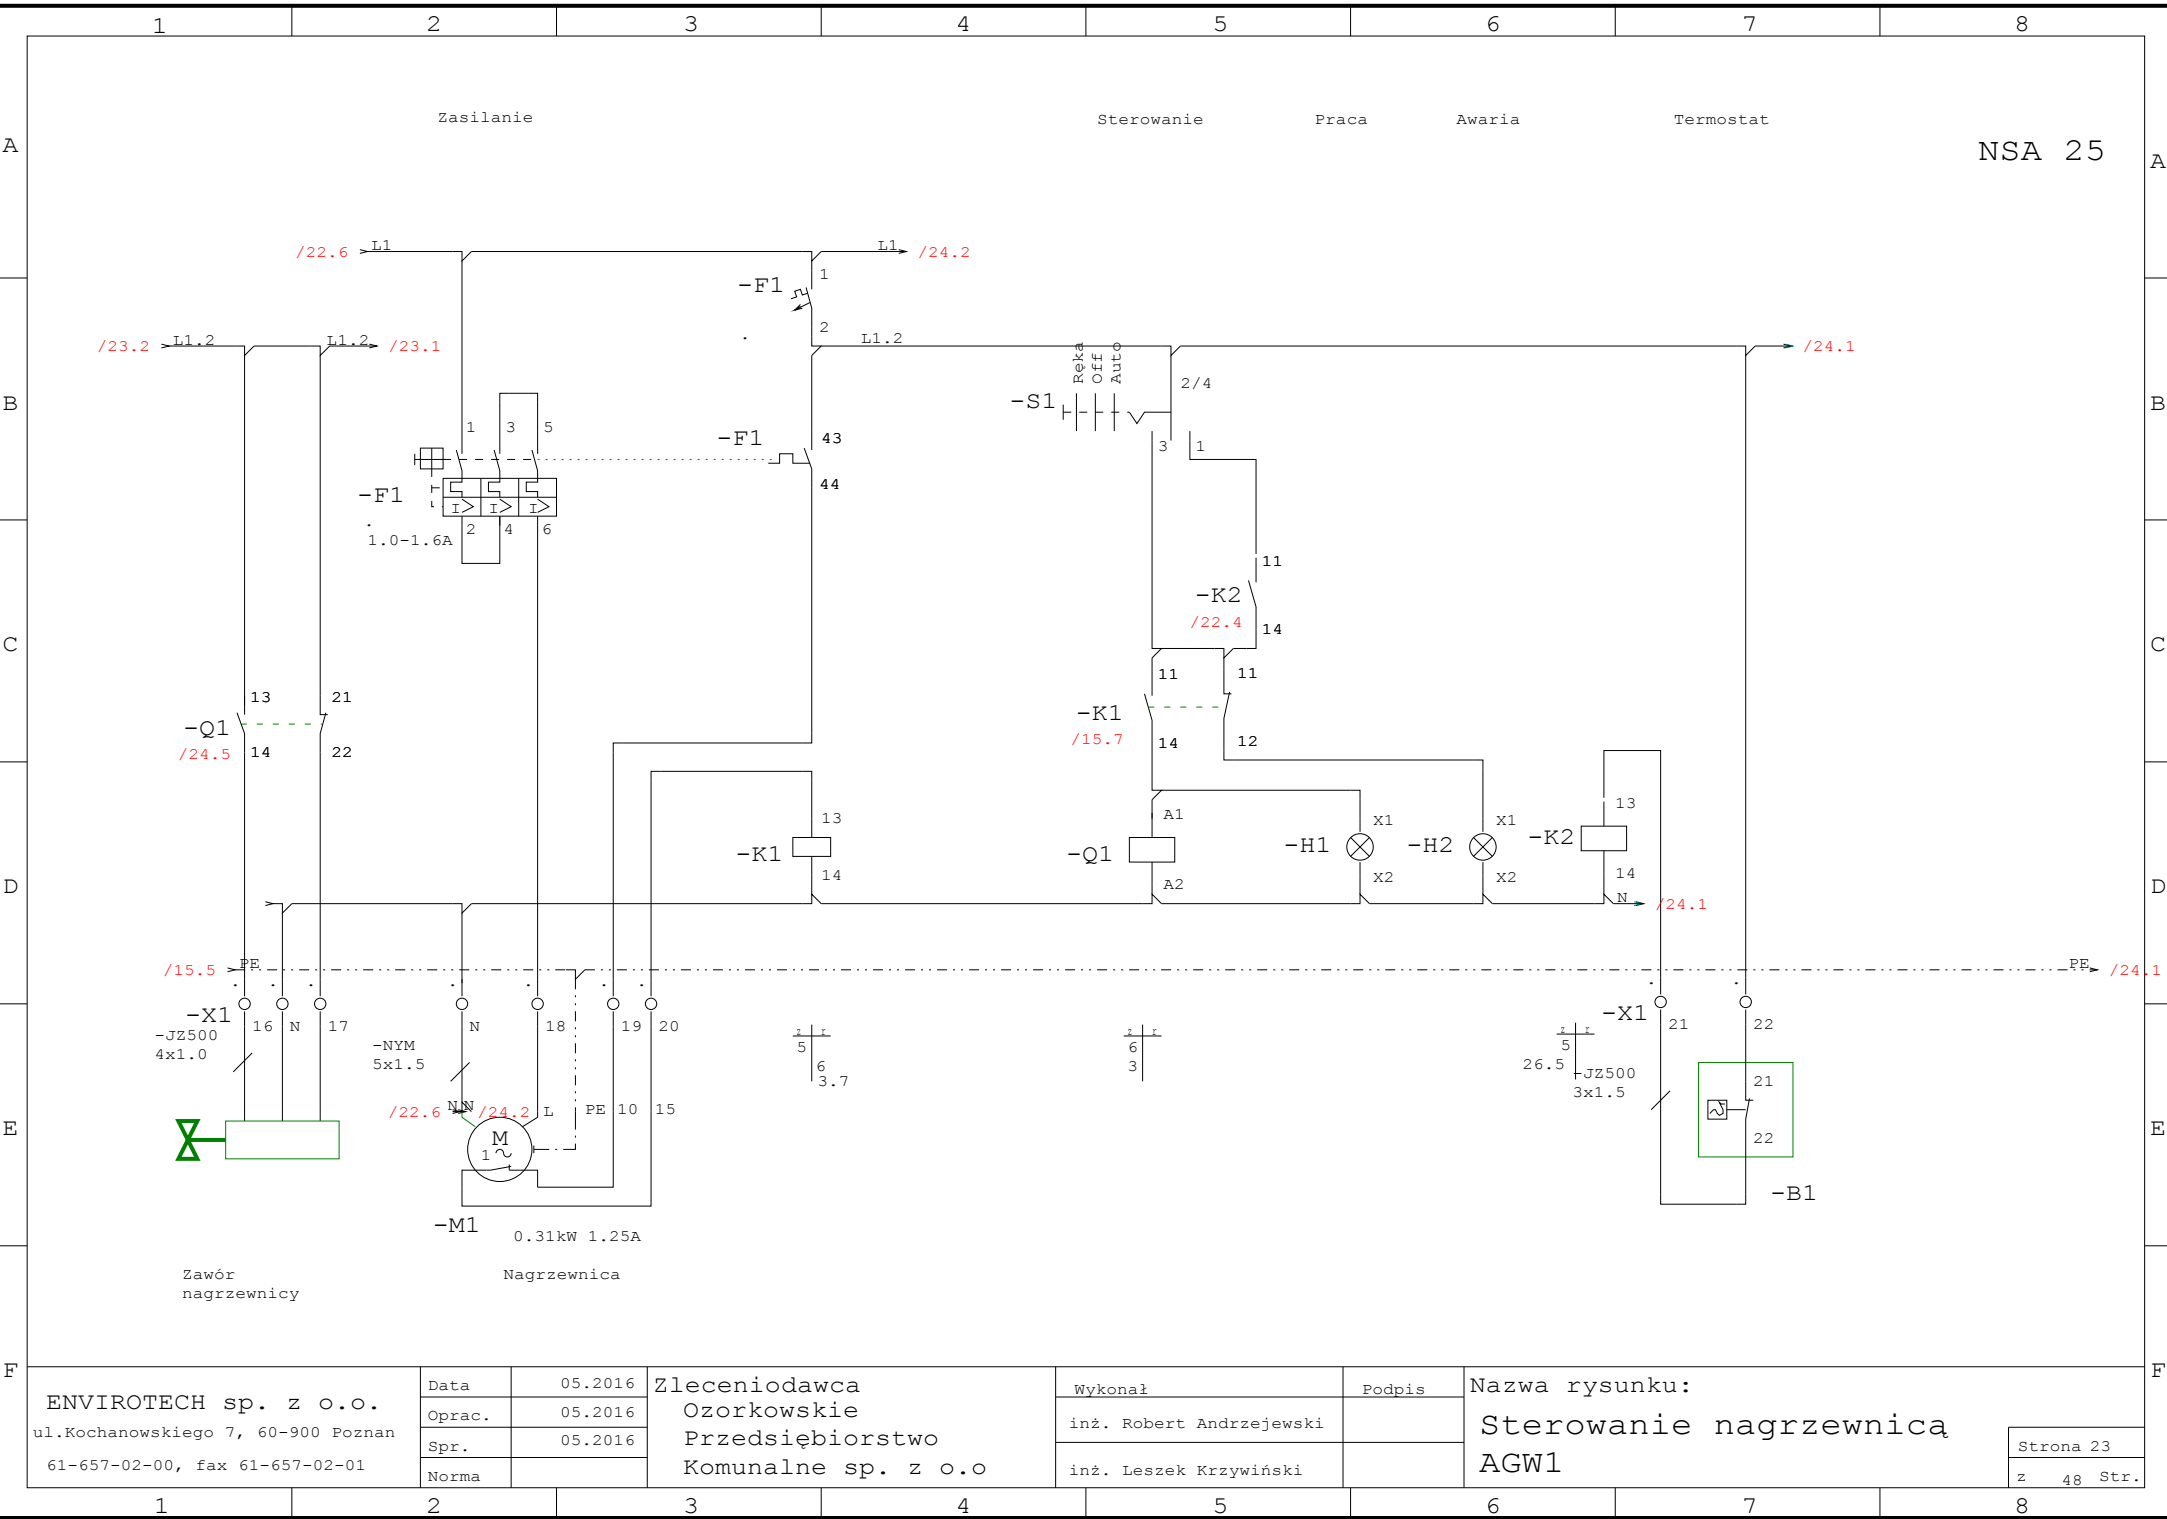 1 2 3 4 5 6 7 8
Zasilanie Sterowanie Praca Awaria Termostat
A NSA 25 A
/22.6 L1 L1 /24.2
1
-F1
2
/23.2 L1.2 L1.2 /23.1 L1.2 /24.1
Ręka
Off
Auto
2/4
B -S1 B
1 3 5 -F1 43
3 1
-F1 I> I> I> 44
2 4 6
1.0-1.6A
11
-K2
/22.4 14
C C
11 11
13 21
-Q1 -K1
/24.5 14 22 /15.7 14 12
13 A1 X1 X1 13
-K1 -Q1 -H1 -H2 -K2
14 A2 X2 X2 14
D D
N /24.1
/15.5 PE PE /24.1
-X1 16 N 17 N 18 19 20 -X1 21 22
-JZ500
4x1.0
-NYM
5x1.5
z r z r z r
5 6 5
6 3 26.5
3.7
-JZ500
3x1.5
21
/22.6 N N /24.2 L PE 10 15
E M E
1
22
-B1
-M1
0.31kW 1.25A
Zawór
nagrzewnicy
Nagrzewnica
F F
ENVIROTECH sp. z o.o.
ul.Kochanowskiego 7, 60-900 Poznan
61-657-02-00, fax 61-657-02-01
Data 05.2016
Oprac. 05.2016
Spr. 05.2016
Norma
Zleceniodawca
Ozorkowskie
Przedsiębiorstwo
Komunalne sp. z o.o
Wykonał Podpis
inż. Robert Andrzejewski
inż. Leszek Krzywiński
Nazwa rysunku:
Sterowanie nagrzewnicą
AGW1
Strona 23
z 48 Str.
1 2 3 4 5 6 7 8